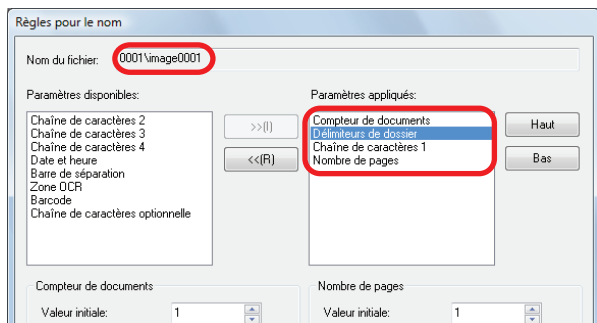 Règles pour le nom
Nom du fichier: 0001\image0001
Paramètres disponibles:
Chaîne de caractères 2
Chaîne de caractères 3
Chaîne de caractères 4
Date et heure
Barre de séparation
Zone OCR
Barcode
Chaîne de caractères optionnelle
>>(I)
<<(R)
Paramètres appliqués:
Compteur de documents
Délimiteurs de dossier
Chaîne de caractères 1
Nombre de pages
Haut
Bas
Compteur de documents
Valeur initiale: 1
Nombre de pages
Valeur initiale: 1